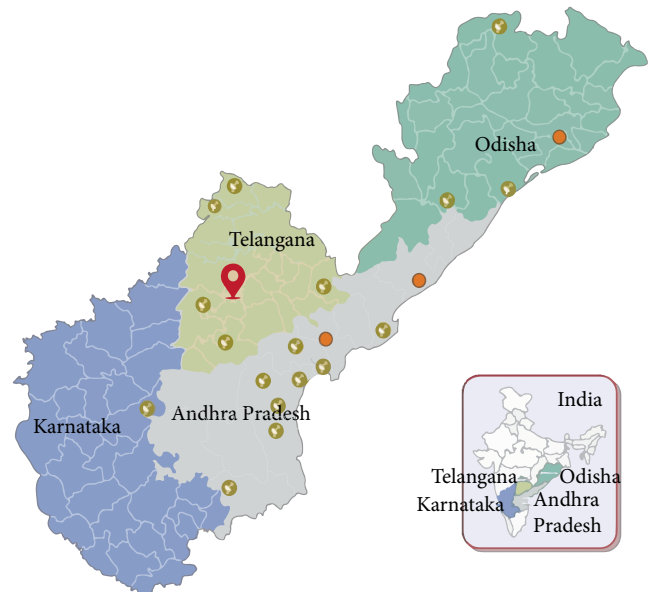 Odisha
Telangana
Andhra Pradesh
Karnataka
India
Telangana
Odisha
Karnataka
Andhra
Pradesh